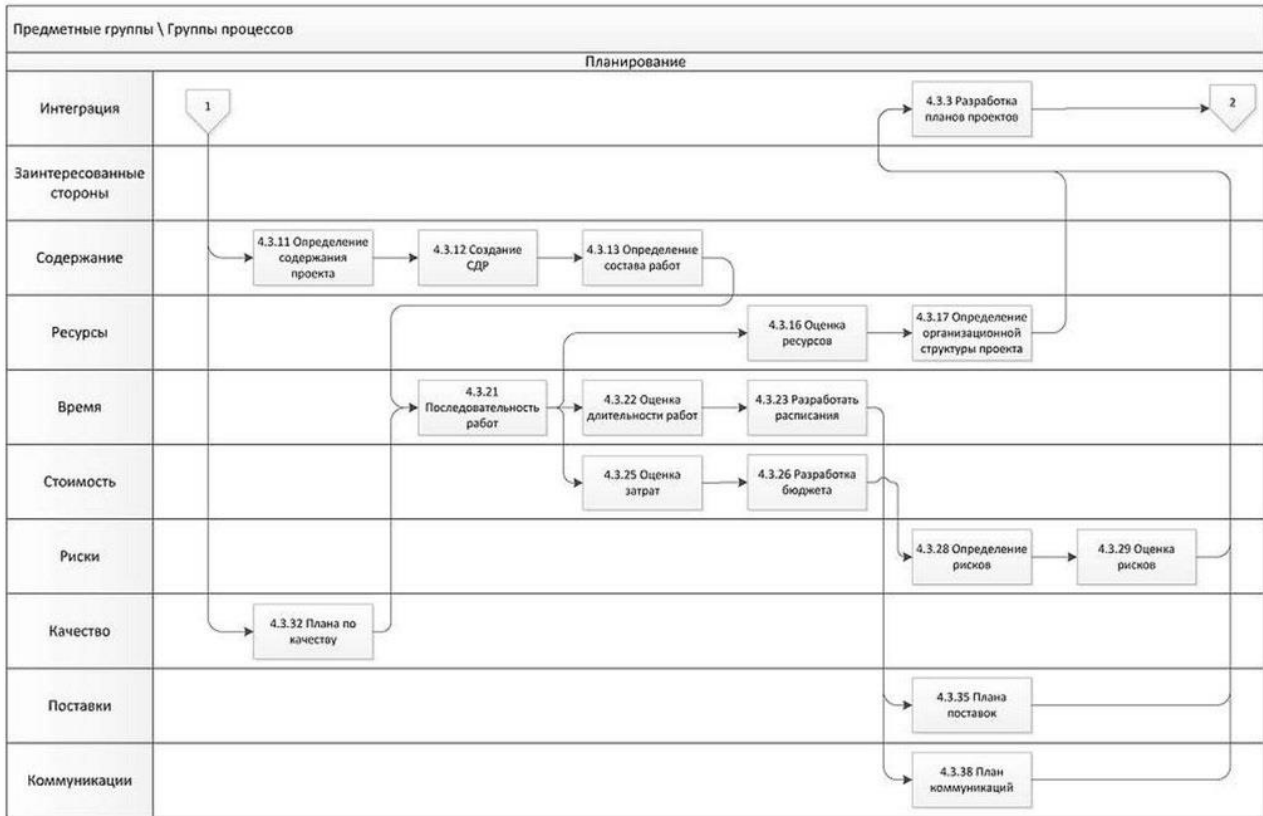 Предметные группы \ Группы процессов
Планирование
Интеграция
1
4.3.3 Разработка
планов проектов
2
Заинтересованные
стороны
Содержание
4.3.11 Определение
содержания
проекта
4.3.12 Создание
СДР
4.3.13 Определение
состава работ
Ресурсы
4.3.16 Оценка
ресурсов
4.3.17 Определение
организационной
структуры проекта
Время
4.3.21
Последовательность
работ
4.3.22 Оценка
длительности работ
4.3.23 Разработать
расписания
Стоимость
4.3.25 Оценка
затрат
4.3.26 Разработка
бюджета
Риски
4.3.28 Определение
рисков
4.3.29 Оценка
рисков
Качество
4.3.32 Плана по
качеству
Поставки
4.3.35 Плана
поставок
Коммуникации
4.3.38 План
коммуникаций